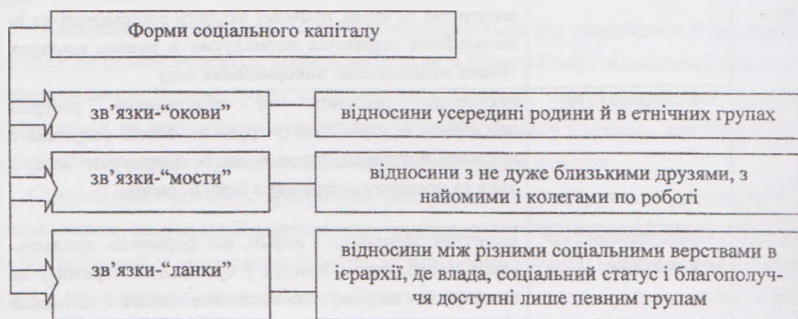 Форми соціального капіталу
зв’язки-“окови”
відносини усередині родини й в етнічних групах
зв’язки-“мости”
відносини з не дуже близькими друзями, з
найомими і колегами по роботі
зв’язки-“ланки”
відносини між різними соціальними верствами в
ієрархії, де влада, соціальний статус і благополуч-
чя доступні лише певним групам